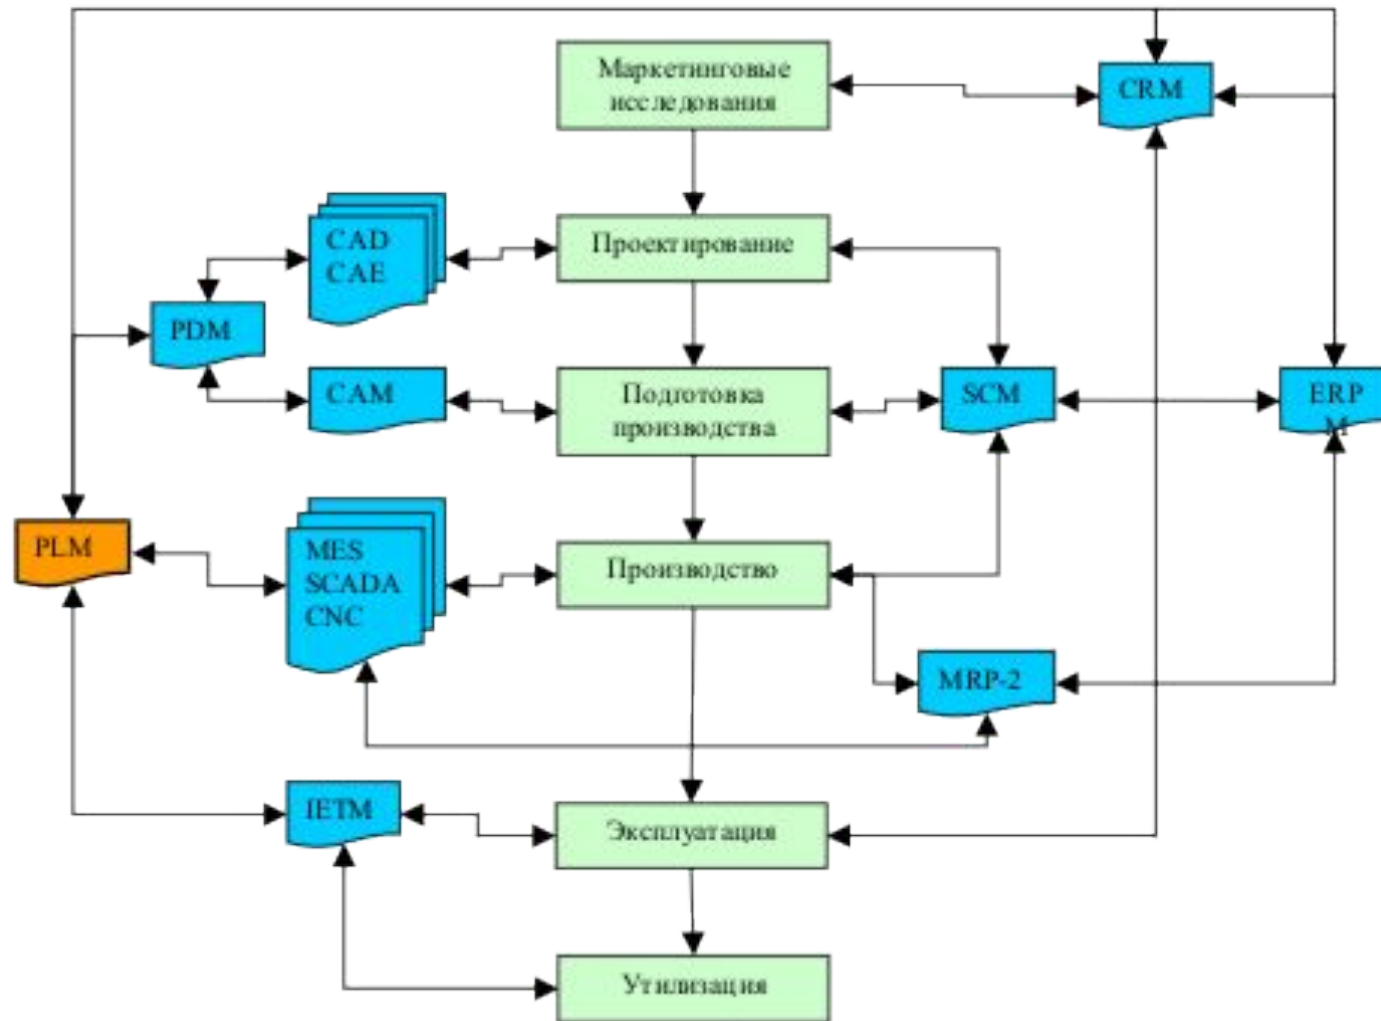 Маркетинговые
исследования
CRM
CAD
CAE
Проектирование
PDM
CAM
Подготовка
производства
SCM
ERP
M
PLM
MES
SCADA
CNC
Производство
MRP-2
IETM
Эксплуатация
Утилизация